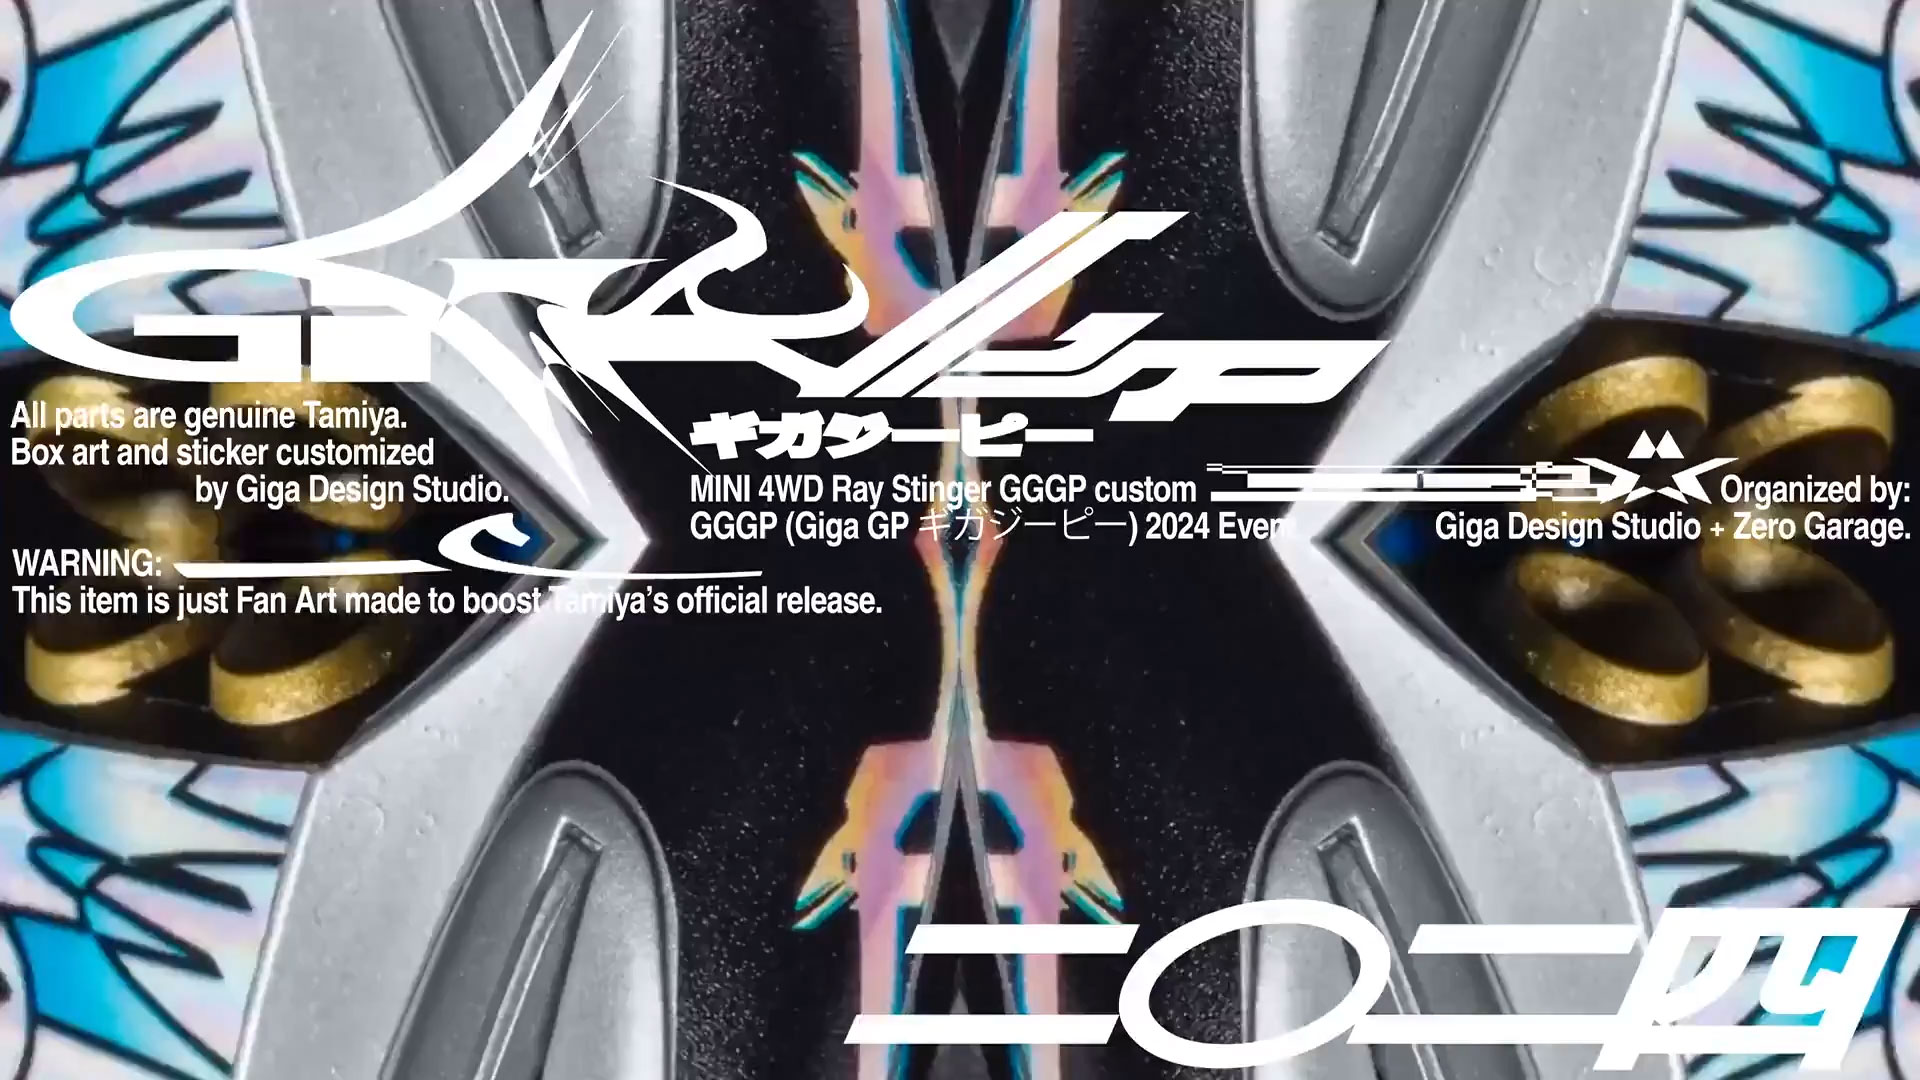 ギガジーピー
All parts are genuine Tamiya.
Box art and sticker customized
by Giga Design Studio.
MINI 4WD Ray Stinger GGGP custom
GGGP (Giga GP ギガジーピー) 2024 Event
Organized by:
Giga Design Studio + Zero Garage.
WARNING:
This item is just Fan Art made to boost Tamiya’s official release.
二〇二四